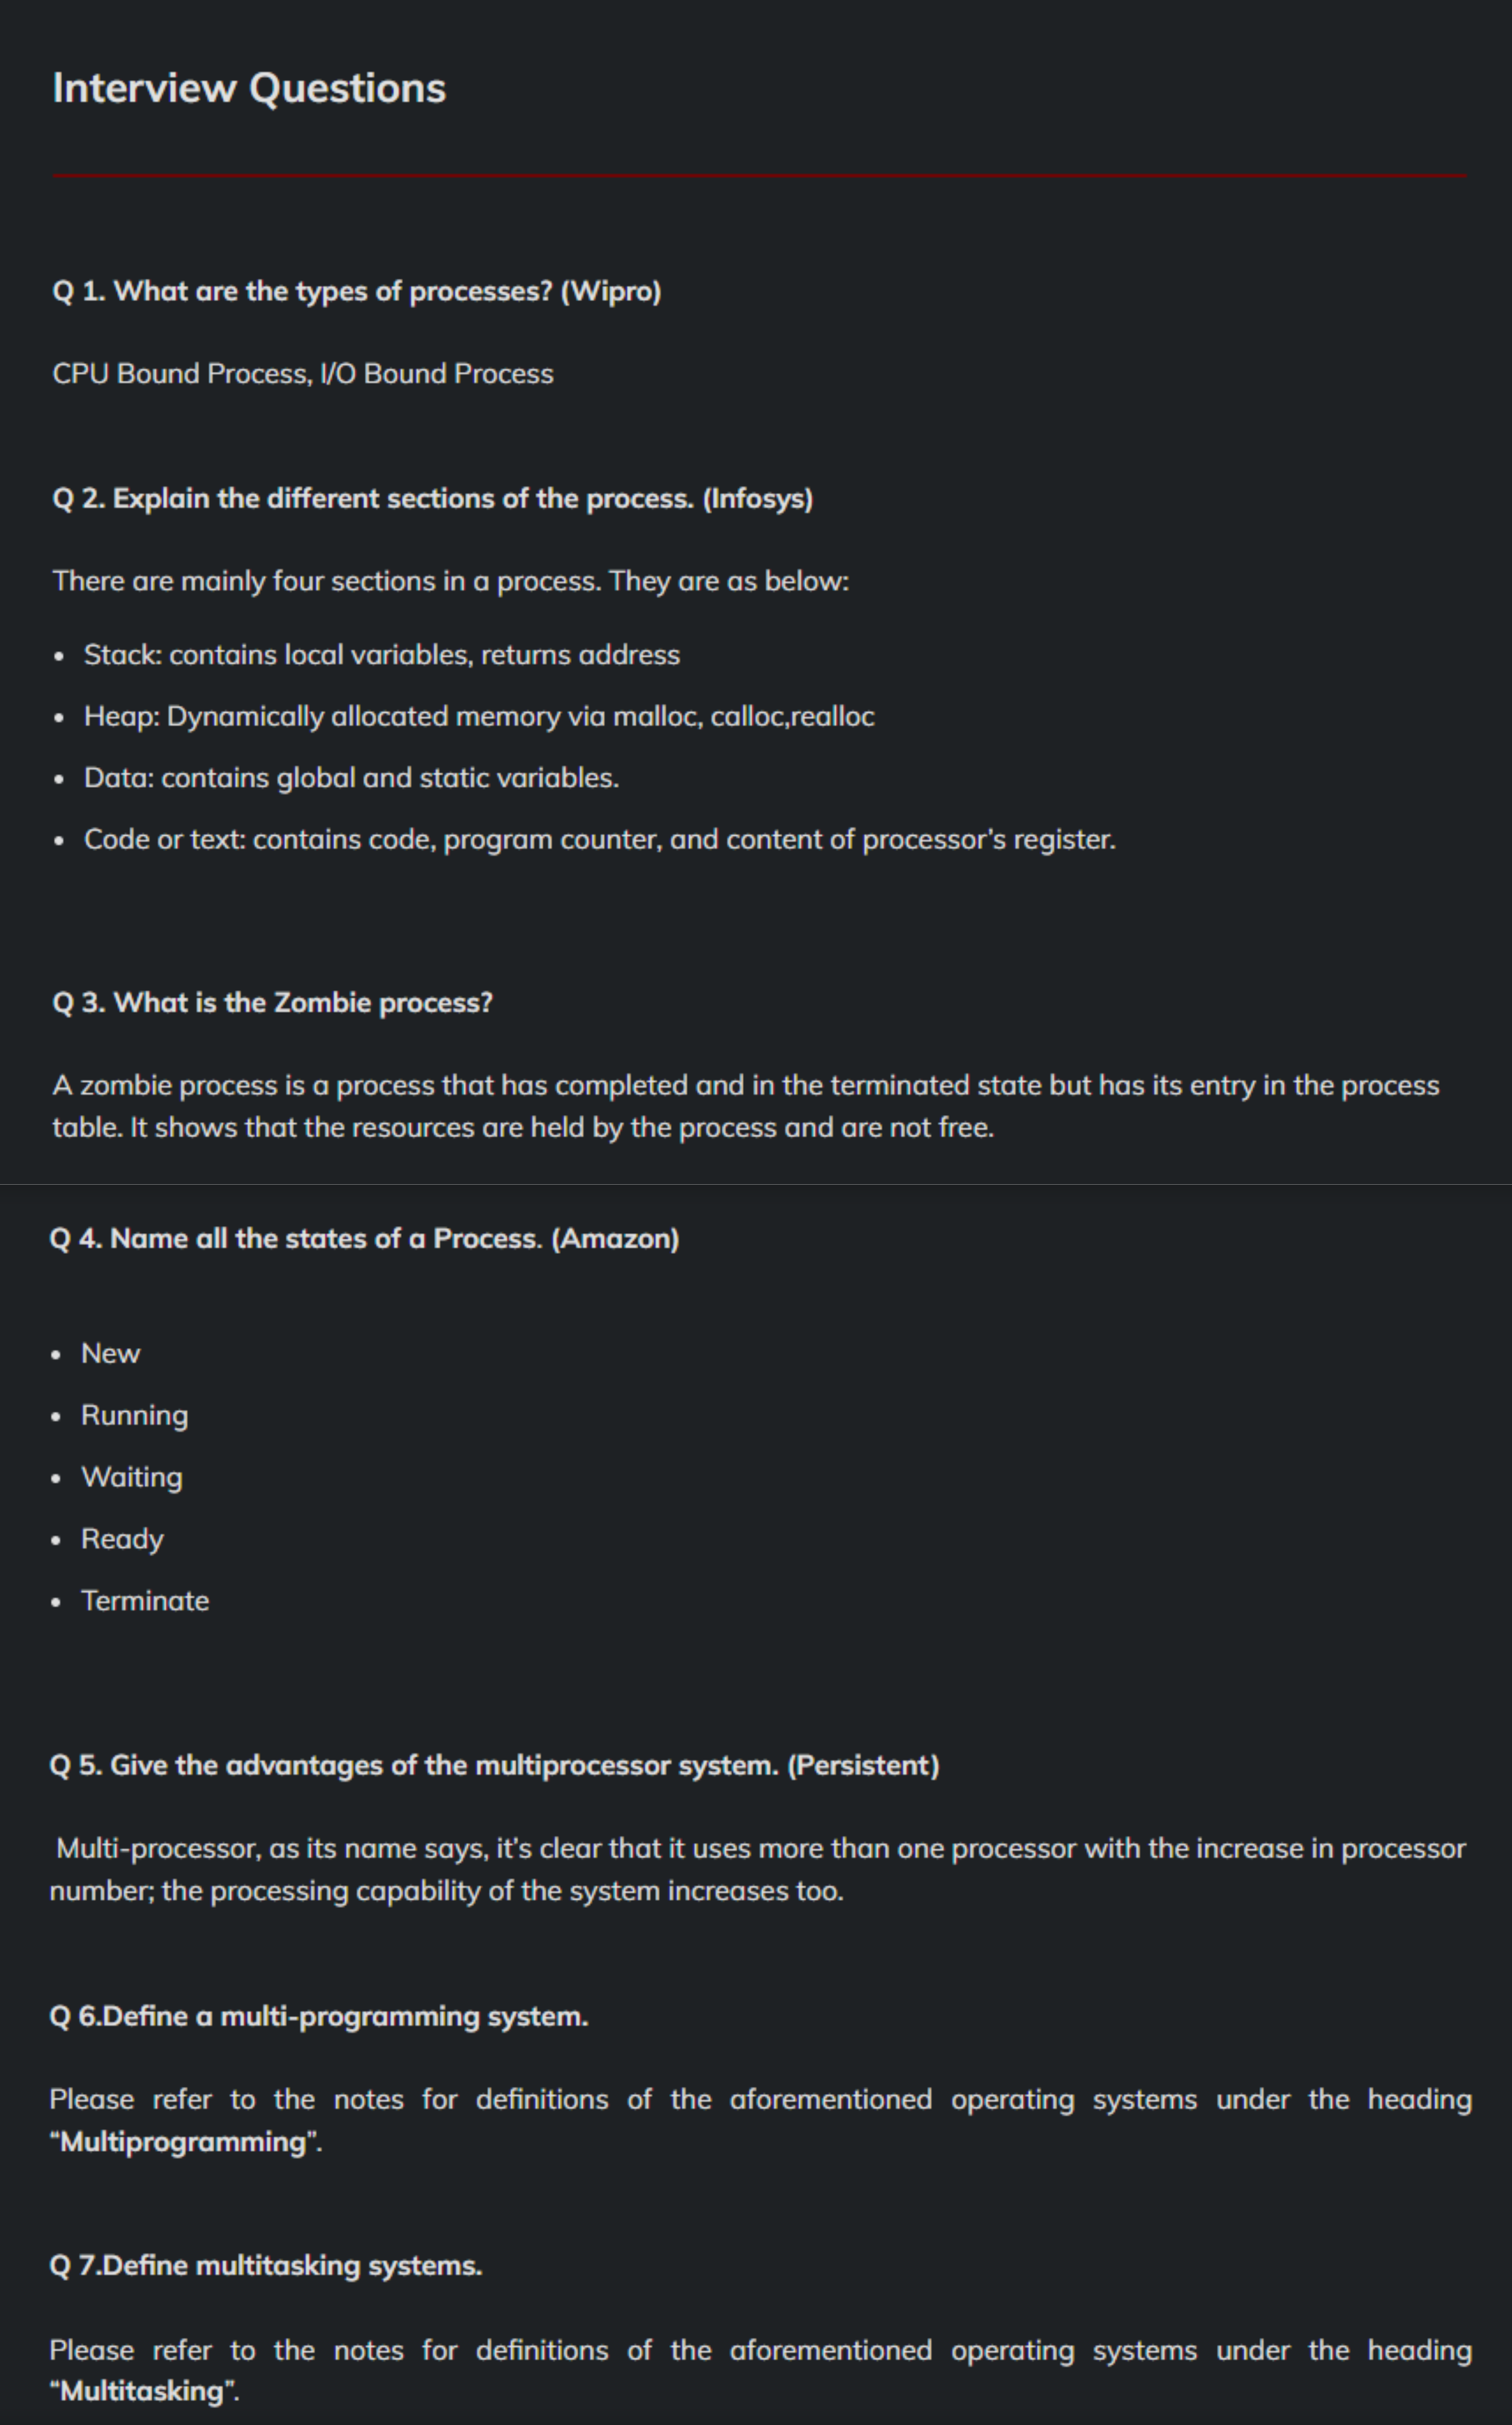 Interview Questions
Q 1. What are the types of processes? (Wipro)
CPU Bound Process, I/O Bound Process
Q 2. Explain the different sections of the process. (Infosys)
There are mainly four sections in a process. They are as below:
• Stack: contains local variables, returns address
• Heap: Dynamically allocated memory via malloc, calloc,realloc
• Data: contains global and static variables.
• Code or text: contains code, program counter, and content of processor’s register.
Q 3. What is the Zombie process?
A zombie process is a process that has completed and in the terminated state but has its entry in the process
table. It shows that the resources are held by the process and are not free.
Q 4. Name all the states of a Process. (Amazon)
• New
• Running
• Waiting
• Ready
• Terminate
Q 5. Give the advantages of the multiprocessor system. (Persistent)
Multi-processor, as its name says, it’s clear that it uses more than one processor with the increase in processor
number; the processing capability of the system increases too.
Q 6.Define a multi-programming system.
Please refer to the notes for definitions of the aforementioned operating systems under the heading
“Multiprogramming”.
Q 7.Define multitasking systems.
Please refer to the notes for definitions of the aforementioned operating systems under the heading
“Multitasking”.